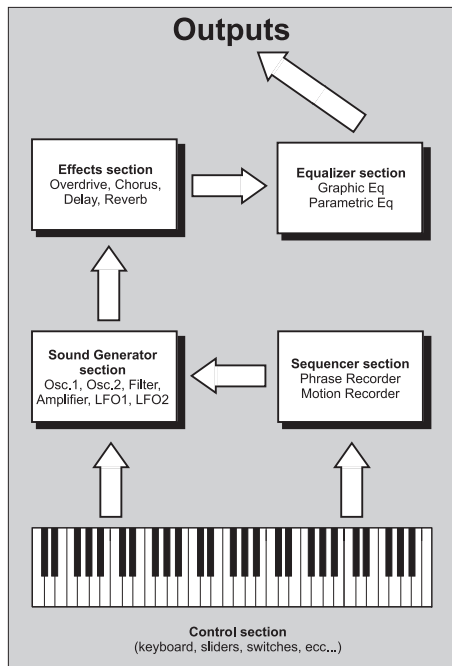 Outputs
Effects section
Overdrive, Chorus,
Delay, Reverb
Equalizer section
Graphic Eq
Parametric Eq
Sound Generator
section
Osc.1, Osc.2, Filter,
Amplifier, LFO1, LFO2
Sequencer section
Phrase Recorder
Motion Recorder
Control section
(keyboard, sliders, switches, ecc...)